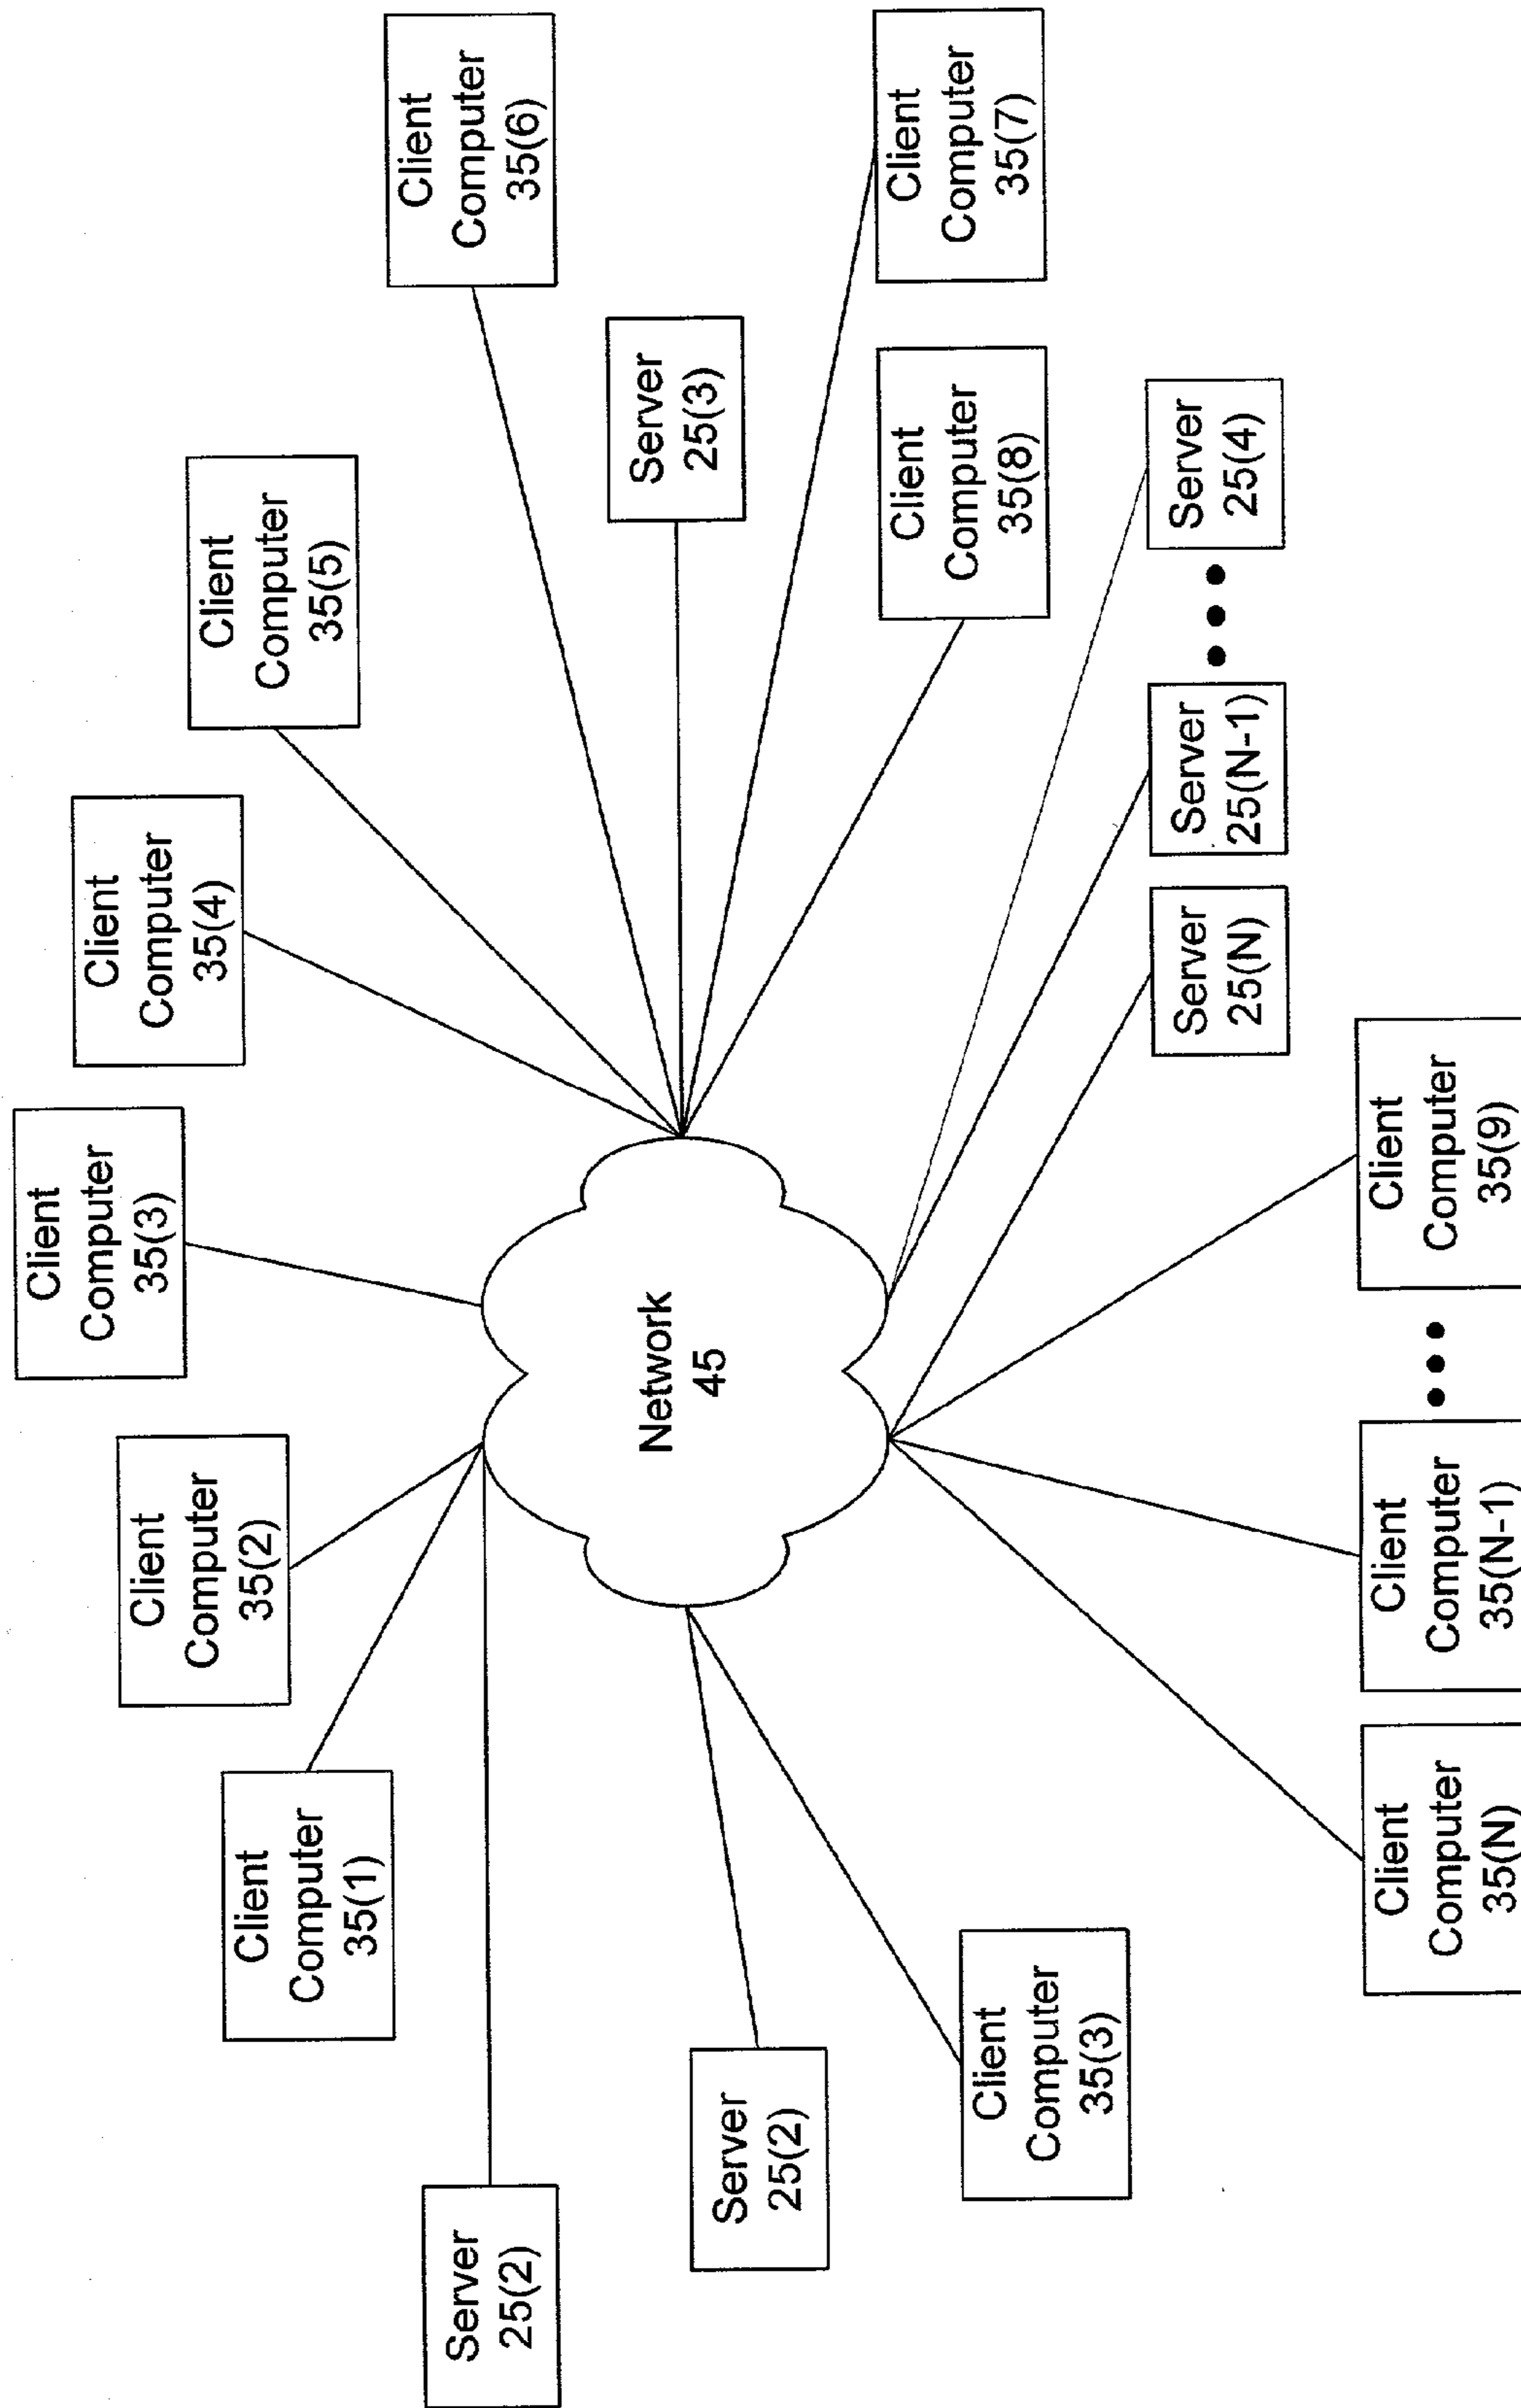 Client
Computer
35(6)
Client
Computer
35(5)
Server
25(3)
Client
Computer
35(7)
Client
Computer
35(4)
Client
Computer
35(8)
Server
25(4)
Client
Computer
35(3)
Server
25(N-1)
Server
25(N)
Network
45
Client
Computer
35(9)
Client
Computer
35(2)
Client
Computer
35(N-1)
Client
Computer
35(1)
Client
Computer
35(N)
Server
25(2)
Server
25(2)
Client
Computer
35(3)